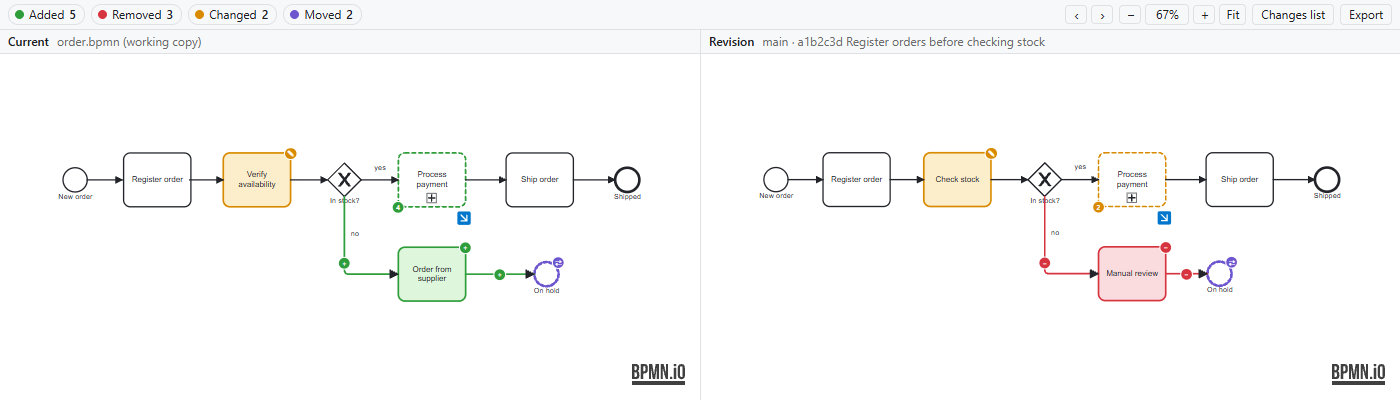 Added 5 Removed 3 Changed 2 Moved 2 ‹ › − 67% + Fit Changes list Export
Current order.bpmn (working copy)
Revision main · a1b2c3d Register orders before checking stock
New order
Register order
Verify
availability
In stock?
yes
no
Process
payment
4
Ship order
Shipped
Order from
supplier
On hold
BPMN.iO
New order
Register order
Check stock
In stock?
yes
no
Process
payment
2
Ship order
Shipped
Manual review
On hold
BPMN.iO